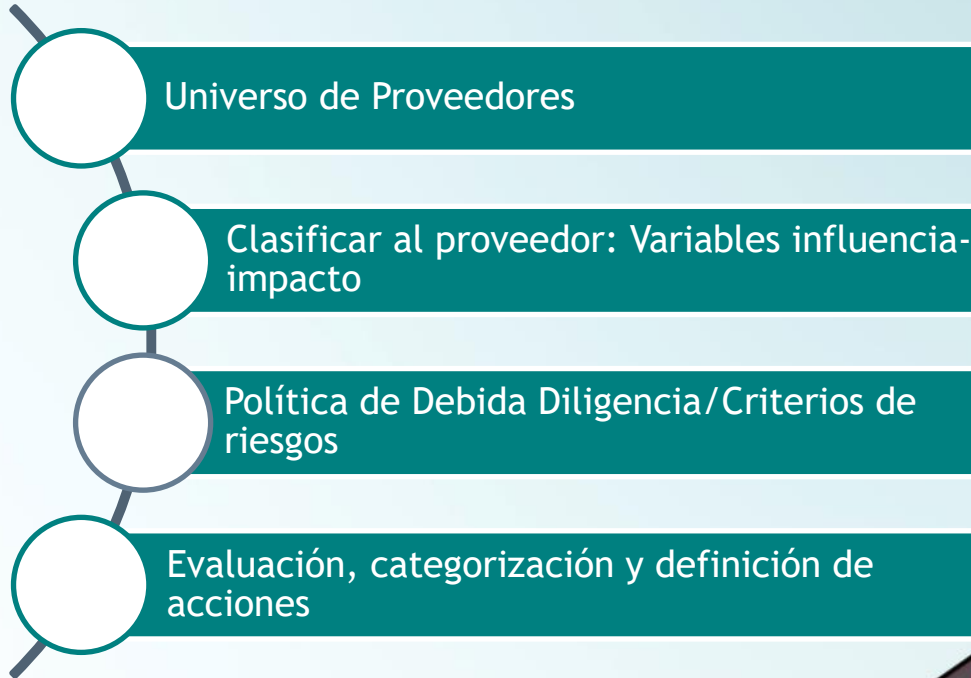 Universo de Proveedores
Clasificar al proveedor: Variables influencia-
impacto
Política de Debida Diligencia/Criterios de
riesgos
Evaluación, categorización y definición de
acciones